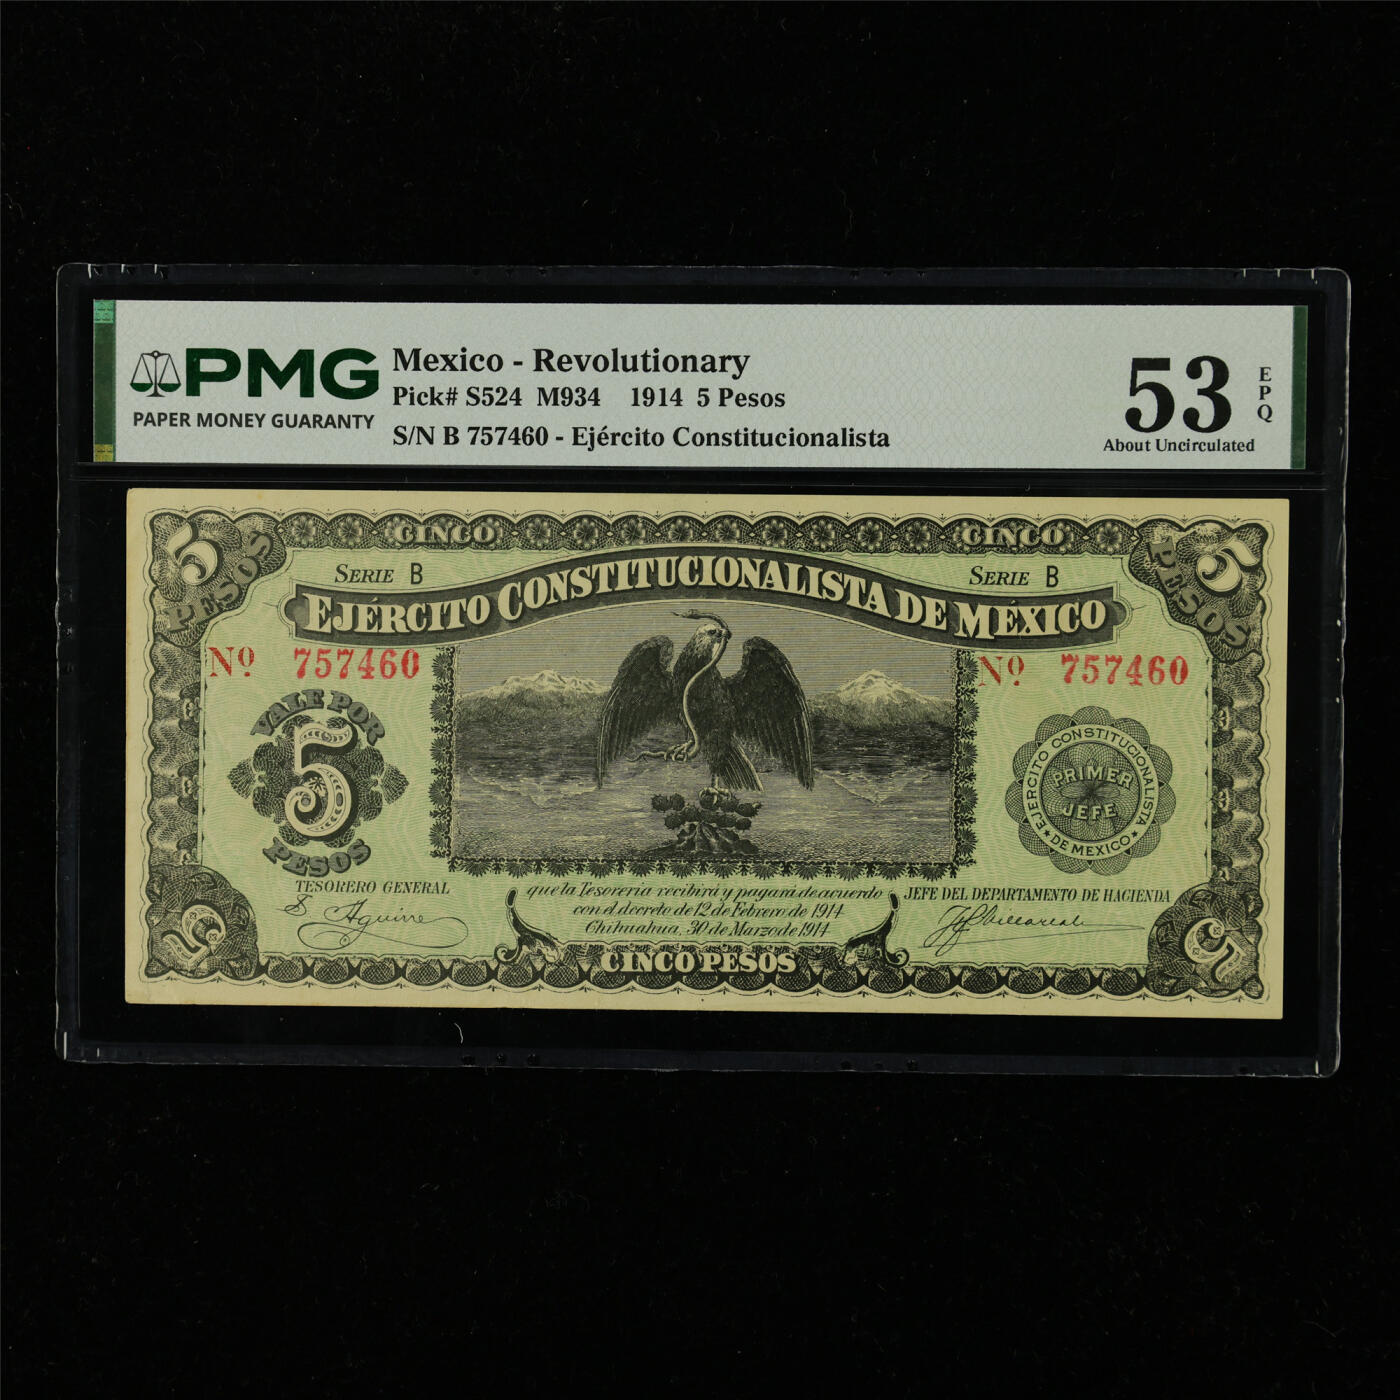 PMG
PAPER MONEY GUARANTY
Mexico - Revolutionary
Pick# S524 M934 1914 5 Pesos
S/N B 757460 - Ejército Constitucionalista
53
EPQ
About Uncirculated
5 PESOS
CINCO
CINCO
5 PESOS
SERIE B
SERIE B
EJÉRCITO CONSTITUCIONALISTA DE MÉXICO
Nº 757460
Nº 757460
VALE POR
5
PESOS
EJERCITO CONSTITUCIONALISTA
PRIMER
JEFE
★ DE MEXICO ★
TESORERO GENERAL
S Aguirre
que la Tesoreria recibirá y pagará de acuerdo
con el decreto de 12 de Febrero de 1914
Chihuahua, 30 de Marzo de 1914
JEFE DEL DEPARTAMENTO DE HACIENDA
5
CINCO PESOS
5